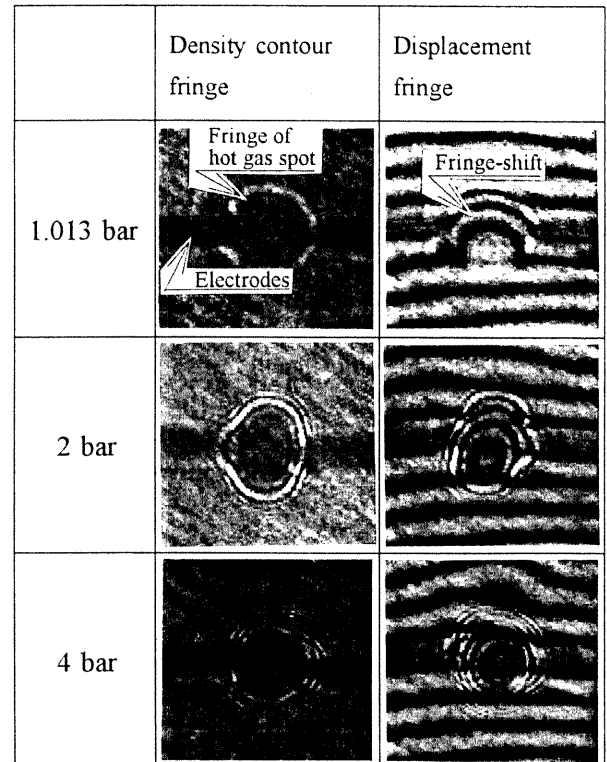 Density contour
fringe
Displacement
fringe
1.013 bar
Fringe of
hot gas spot
Electrodes
Fringe-shift
2 bar
4 bar